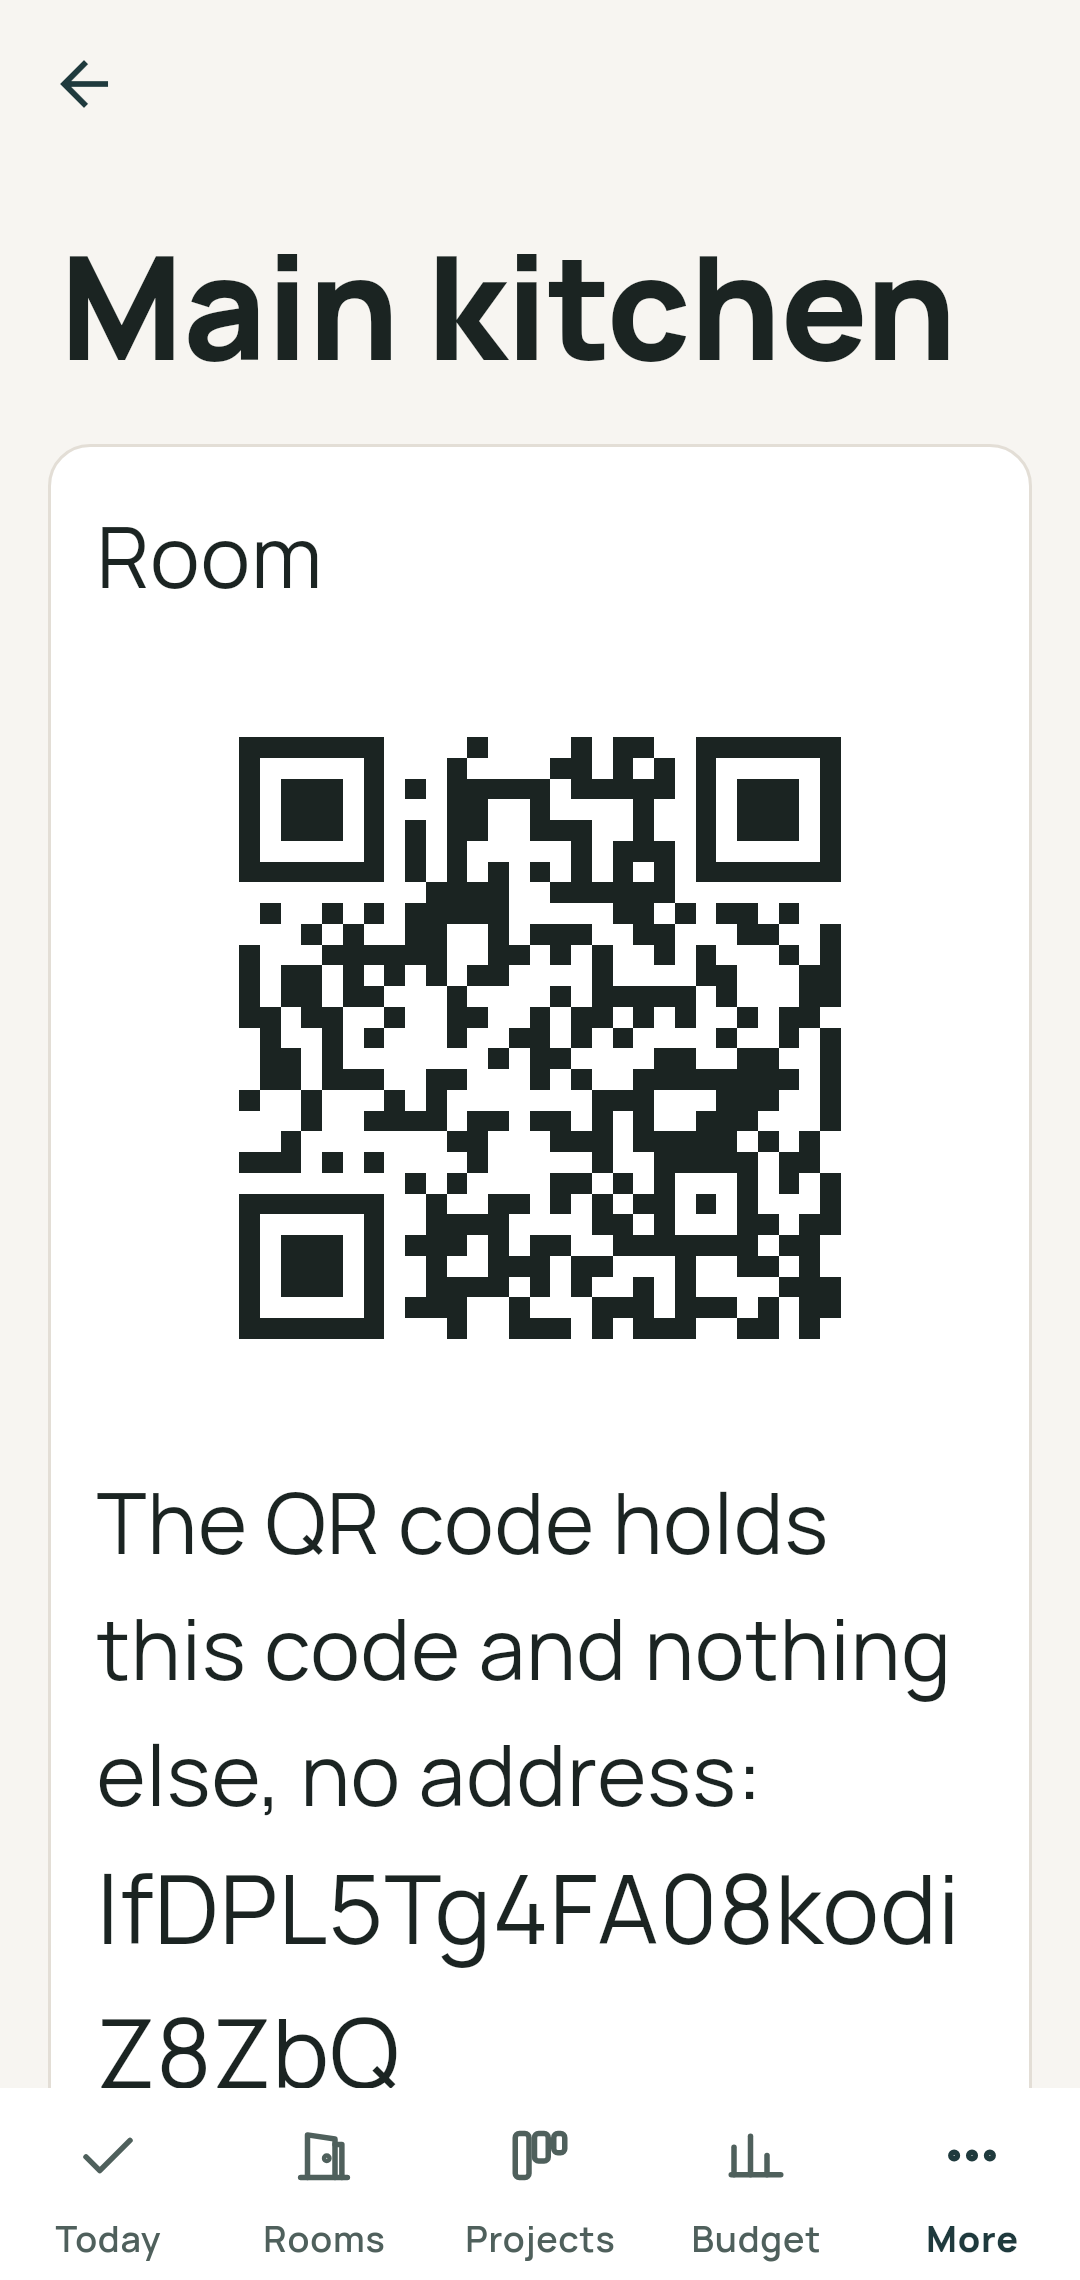 Main kitchen
Room
The QR code holds
this code and nothing
else, no address:
lfDPL5Tg4FA08kodi
Z8ZbQ
Today
Rooms
Projects
Budget
More